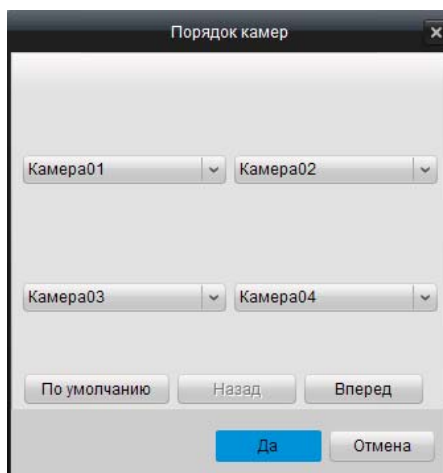 Порядок камер
Камера01 Камера02
Камера03 Камера04
По умолчанию Назад Вперед
Да Отмена